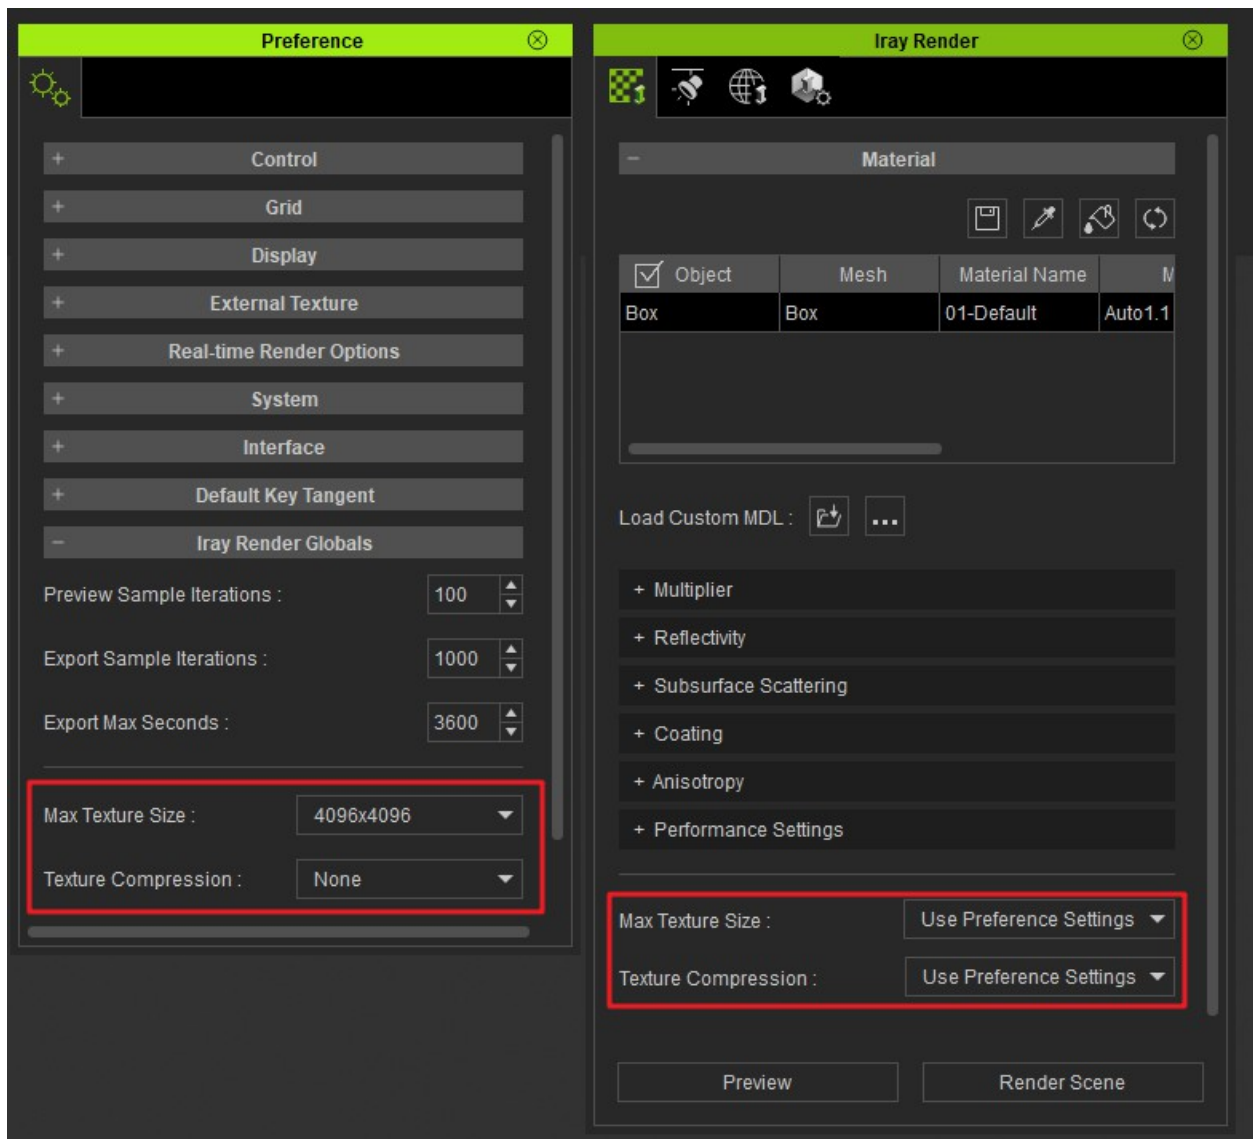 Preference
+ Control
+ Grid
+ Display
+ External Texture
+ Real-time Render Options
+ System
+ Interface
+ Default Key Tangent
− Iray Render Globals
Preview Sample Iterations : 100
Export Sample Iterations : 1000
Export Max Seconds : 3600
Max Texture Size : 4096x4096
Texture Compression : None
Iray Render
− Material
Object Mesh Material Name M
Box Box 01-Default Auto1.1
Load Custom MDL : ...
+ Multiplier
+ Reflectivity
+ Subsurface Scattering
+ Coating
+ Anisotropy
+ Performance Settings
Max Texture Size : Use Preference Settings
Texture Compression : Use Preference Settings
Preview Render Scene